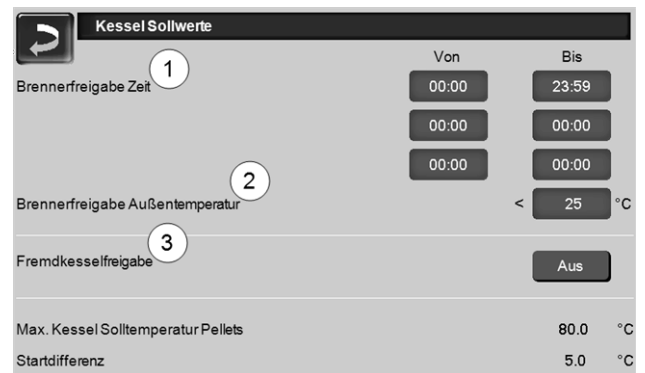 Kessel Sollwerte
Von Bis
1
Brennerfreigabe Zeit 00:00 23:59
00:00 00:00
00:00 00:00
2
Brennerfreigabe Außentemperatur < 25 °C
3
Fremdkesselfreigabe Aus
Max. Kessel Solltemperatur Pellets 80.0 °C
Startdifferenz 5.0 °C